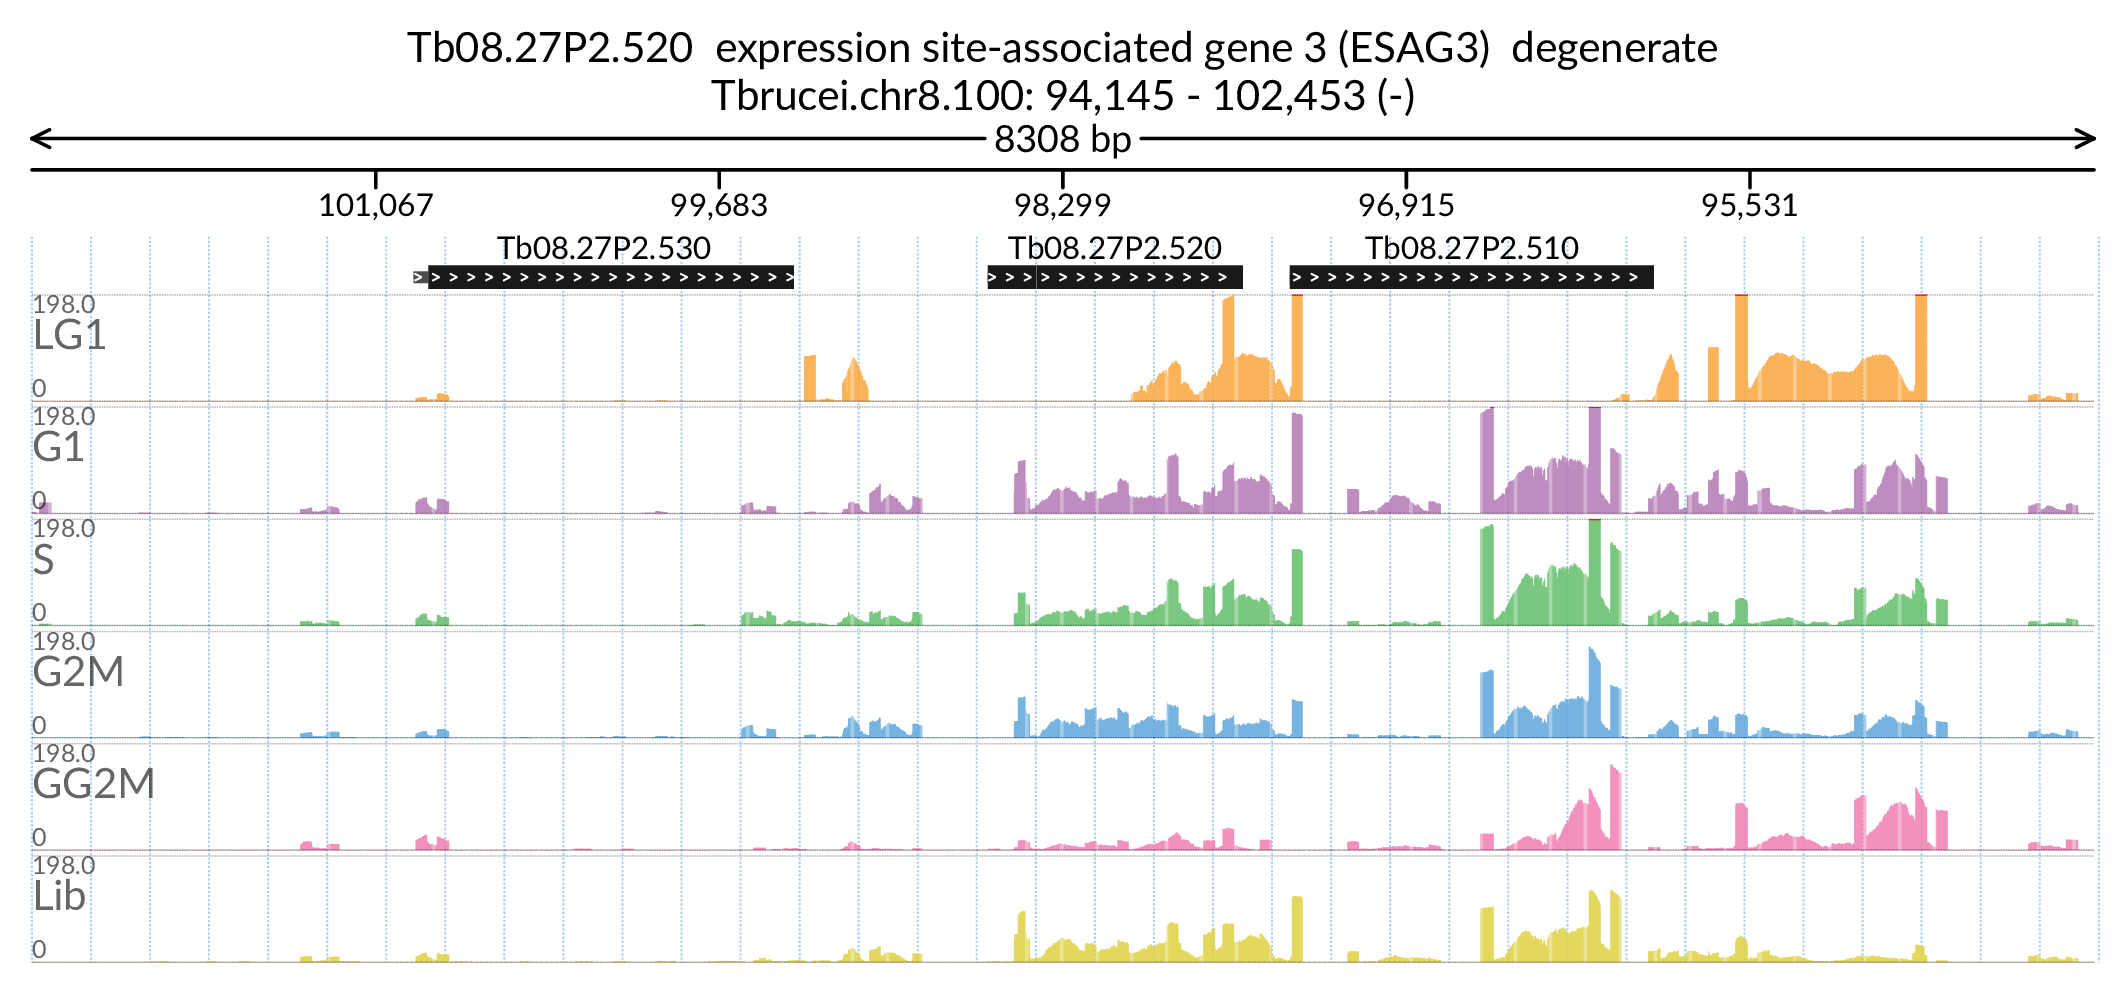 Tb08.27P2.520  expression site-associated gene 3 (ESAG3)  degenerate
Tbrucei.chr8.100: 94,145 - 102,453 (-)
8308 bp
101,067 99,683 98,299 96,915 95,531
Tb08.27P2.530 Tb08.27P2.520 Tb08.27P2.510
198.0
LG1
0
198.0
G1
0
198.0
S
0
198.0
G2M
0
198.0
GG2M
0
198.0
Lib
0